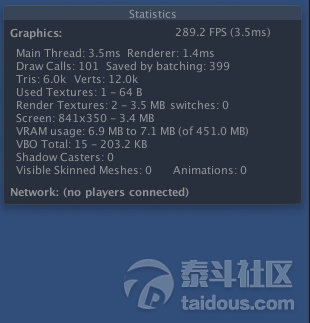 Statistics
Graphics: 289.2 FPS (3.5ms)
Main Thread: 3.5ms Renderer: 1.4ms
Draw Calls: 101 Saved by batching: 399
Tris: 6.0k Verts: 12.0k
Used Textures: 1 – 64 B
Render Textures: 2 – 3.5 MB switches: 0
Screen: 841x350 – 3.4 MB
VRAM usage: 6.9 MB to 7.1 MB (of 451.0 MB)
VBO Total: 15 – 203.2 KB
Shadow Casters: 0
Visible Skinned Meshes: 0 Animations: 0
Network: (no players connected)
泰斗社区
taidous.com